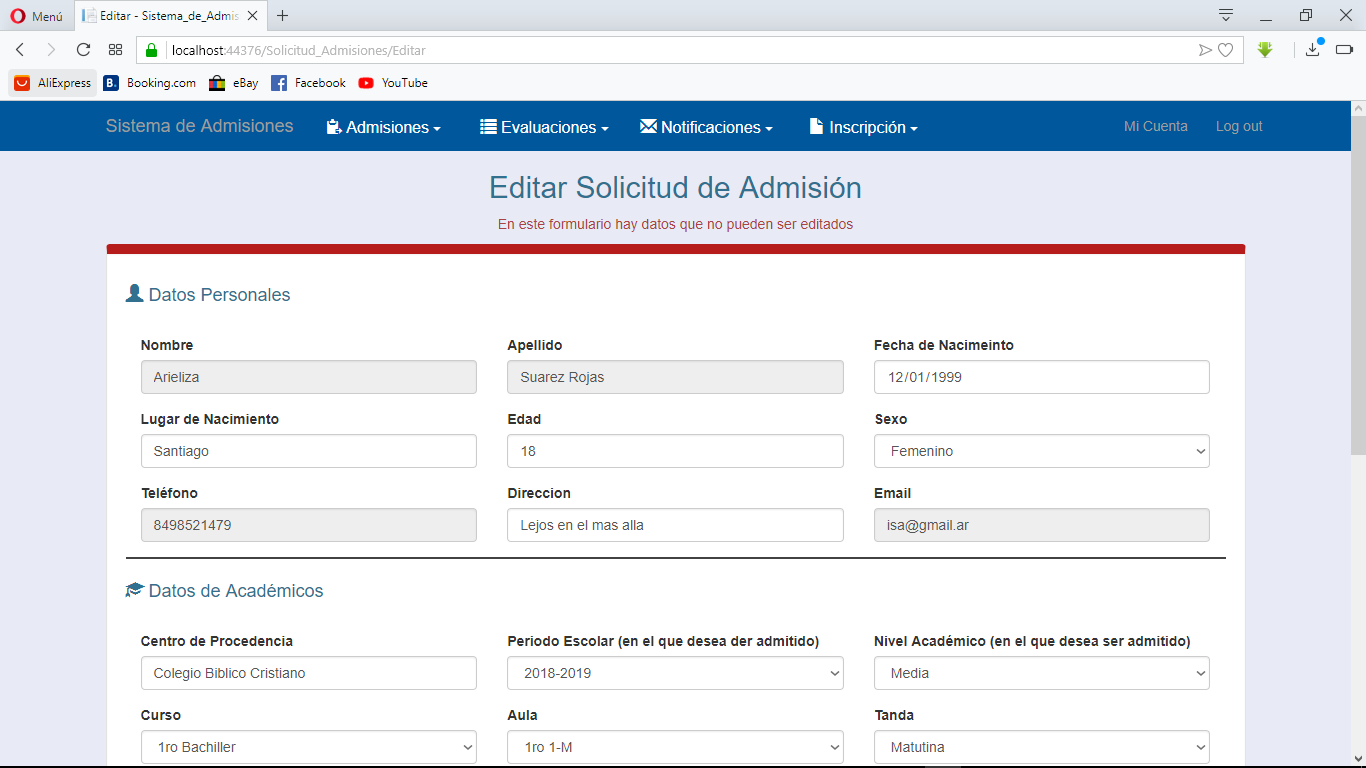 Menú
Editar - Sistema_de_Admis
localhost:44376/Solicitud_Admisiones/Editar
AliExpress B. Booking.com eBay Facebook YouTube
Sistema de Admisiones Admisiones Evaluaciones Notificaciones Inscripción Mi Cuenta Log out
Editar Solicitud de Admisión
En este formulario hay datos que no pueden ser editados
Datos Personales
Nombre Apellido Fecha de Nacimeinto
Arieliza Suarez Rojas 12/01/1999
Lugar de Nacimiento Edad Sexo
Santiago 18 Femenino
Teléfono Direccion Email
8498521479 Lejos en el mas alla isa@gmail.ar
Datos de Académicos
Centro de Procedencia Periodo Escolar (en el que desea der admitido) Nivel Académico (en el que desea ser admitido)
Colegio Biblico Cristiano 2018-2019 Media
Curso Aula Tanda
1ro Bachiller 1ro 1-M Matutina